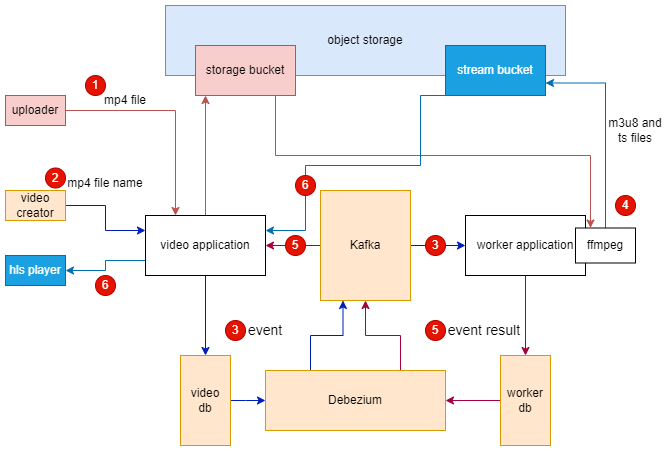 object storage
storage bucket
stream bucket
1
mp4 file
uploader
m3u8 and
ts files
2
mp4 file name
6
4
video
creator
video application
5
Kafka
3
worker application
ffmpeg
hls player
6
3
event
5
event result
video
db
Debezium
worker
db